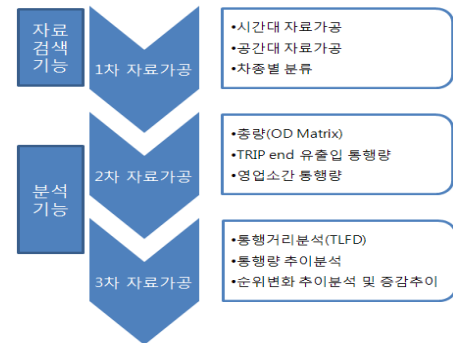 자료
검색
기능
1차 자료가공
•시간대 자료가공
•공간대 자료가공
•차종별 분류
분석
기능
2차 자료가공
•총량(OD Matrix)
•TRIP end 유출입 통행량
•영업소간 통행량
3차 자료가공
•통행거리분석(TLFD)
•통행량 추이분석
•순위변화 추이분석 및 증감추이